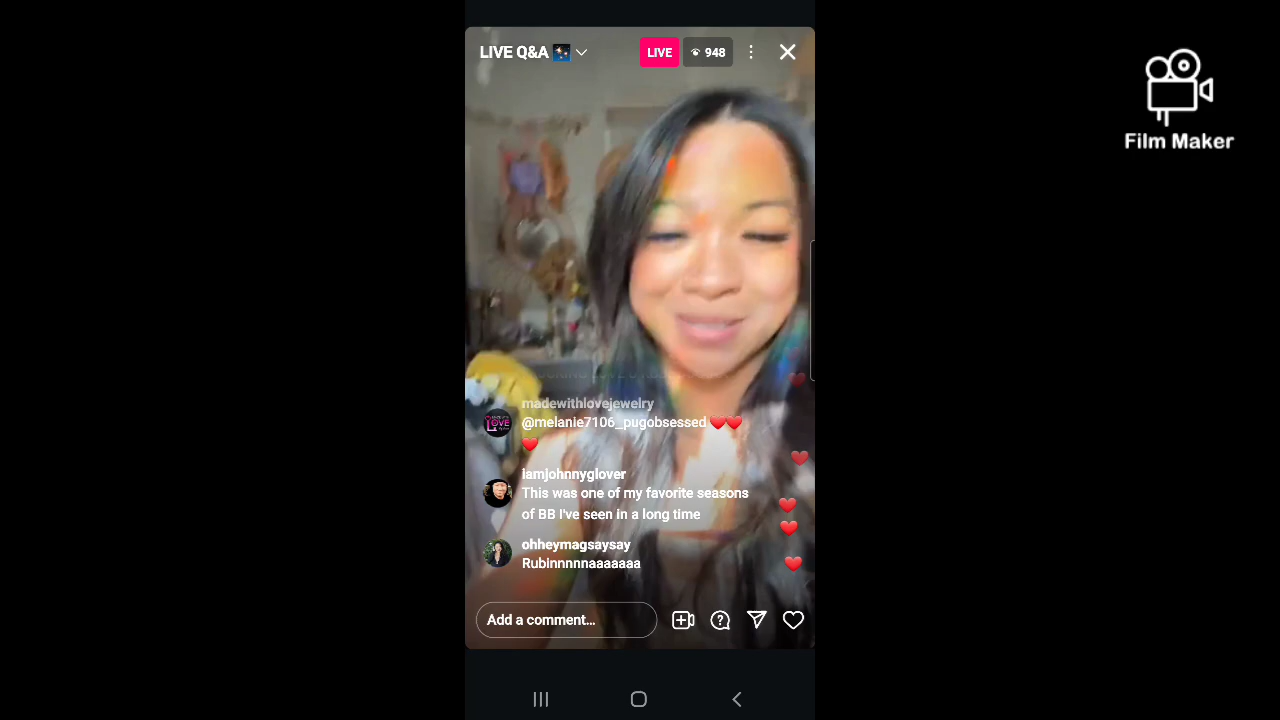 LIVE Q&A
LIVE
948
Film Maker
madewithlovejewelry
@melanie7106_pugobsessed ❤️❤️
❤️
iamjohnnyglover
This was one of my favorite seasons
of BB I've seen in a long time
ohheymagsaysay
Rubinnnnnaaaaaaa
Add a comment...